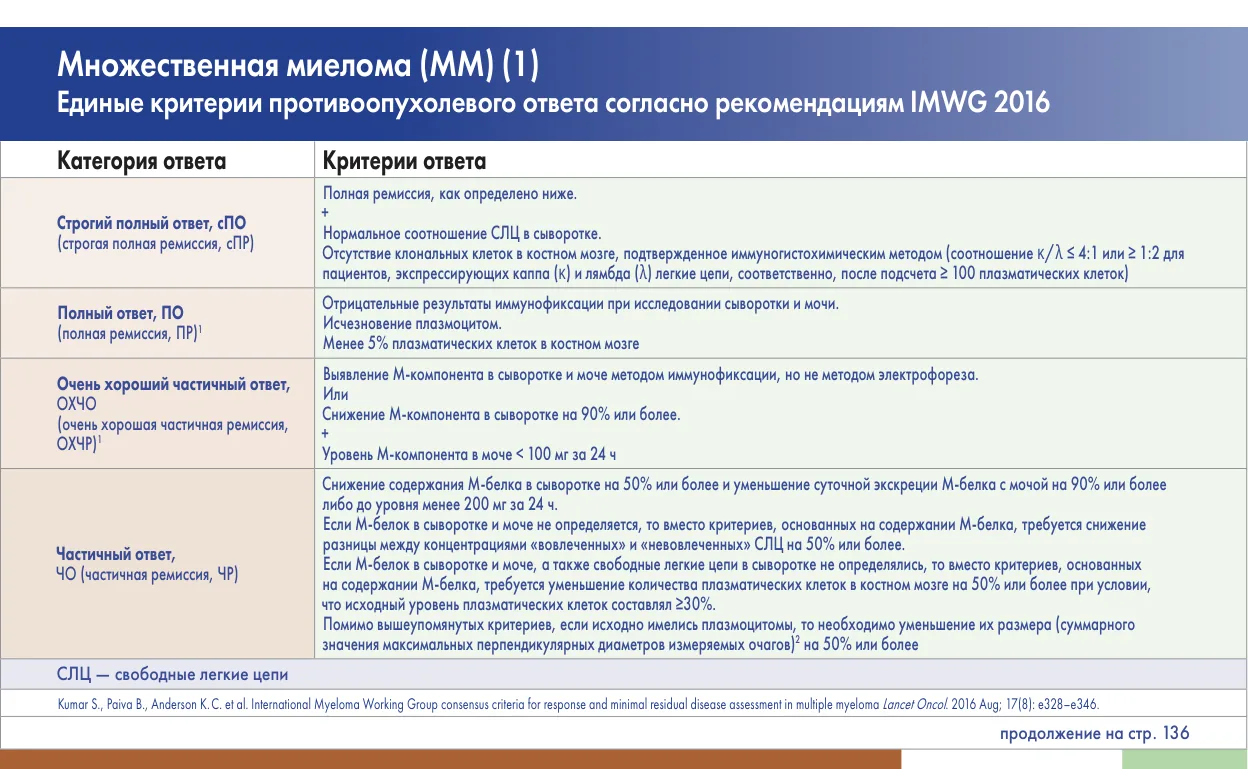 Множественная миелома (ММ) (1)
Единые критерии противоопухолевого ответа согласно рекомендациям IMWG 2016
Категория ответа
Критерии ответа
Строгий полный ответ, сПО
(строгая полная ремиссия, сПР)
Полная ремиссия, как определено ниже.
+
Нормальное соотношение СЛЦ в сыворотке.
Отсутствие клональных клеток в костном мозге, подтвержденное иммуногистохимическим методом (соотношение κ/λ ≤ 4:1 или ≥ 1:2 для
пациентов, экспрессирующих каппа (κ) и лямбда (λ) легкие цепи, соответственно, после подсчета ≥ 100 плазматических клеток)
Полный ответ, ПО
(полная ремиссия, ПР)¹
Отрицательные результаты иммунофиксации при исследовании сыворотки и мочи.
Исчезновение плазмоцитом.
Менее 5% плазматических клеток в костном мозге
Очень хороший частичный ответ,
ОХЧО
(очень хорошая частичная ремиссия,
ОХЧР)¹
Выявление М-компонента в сыворотке и моче методом иммунофиксации, но не методом электрофореза.
Или
Снижение М-компонента в сыворотке на 90% или более.
+
Уровень М-компонента в моче < 100 мг за 24 ч
Частичный ответ,
ЧО (частичная ремиссия, ЧР)
Снижение содержания М-белка в сыворотке на 50% или более и уменьшение суточной экскреции М-белка с мочой на 90% или более
либо до уровня менее 200 мг за 24 ч.
Если М-белок в сыворотке и моче не определяется, то вместо критериев, основанных на содержании М-белка, требуется снижение
разницы между концентрациями «вовлеченных» и «невовлеченных» СЛЦ на 50% или более.
Если М-белок в сыворотке и моче, а также свободные легкие цепи в сыворотке не определялись, то вместо критериев, основанных
на содержании М-белка, требуется уменьшение количества плазматических клеток в костном мозге на 50% или более при условии,
что исходный уровень плазматических клеток составлял ≥30%.
Помимо вышеупомянутых критериев, если исходно имелись плазмоцитомы, то необходимо уменьшение их размера (суммарного
значения максимальных перпендикулярных диаметров измеряемых очагов)² на 50% или более
СЛЦ — свободные легкие цепи
Kumar S., Paiva B., Anderson K. C. et al. International Myeloma Working Group consensus criteria for response and minimal residual disease assessment in multiple myeloma Lancet Oncol. 2016 Aug; 17(8): e328–e346.
продолжение на стр. 136